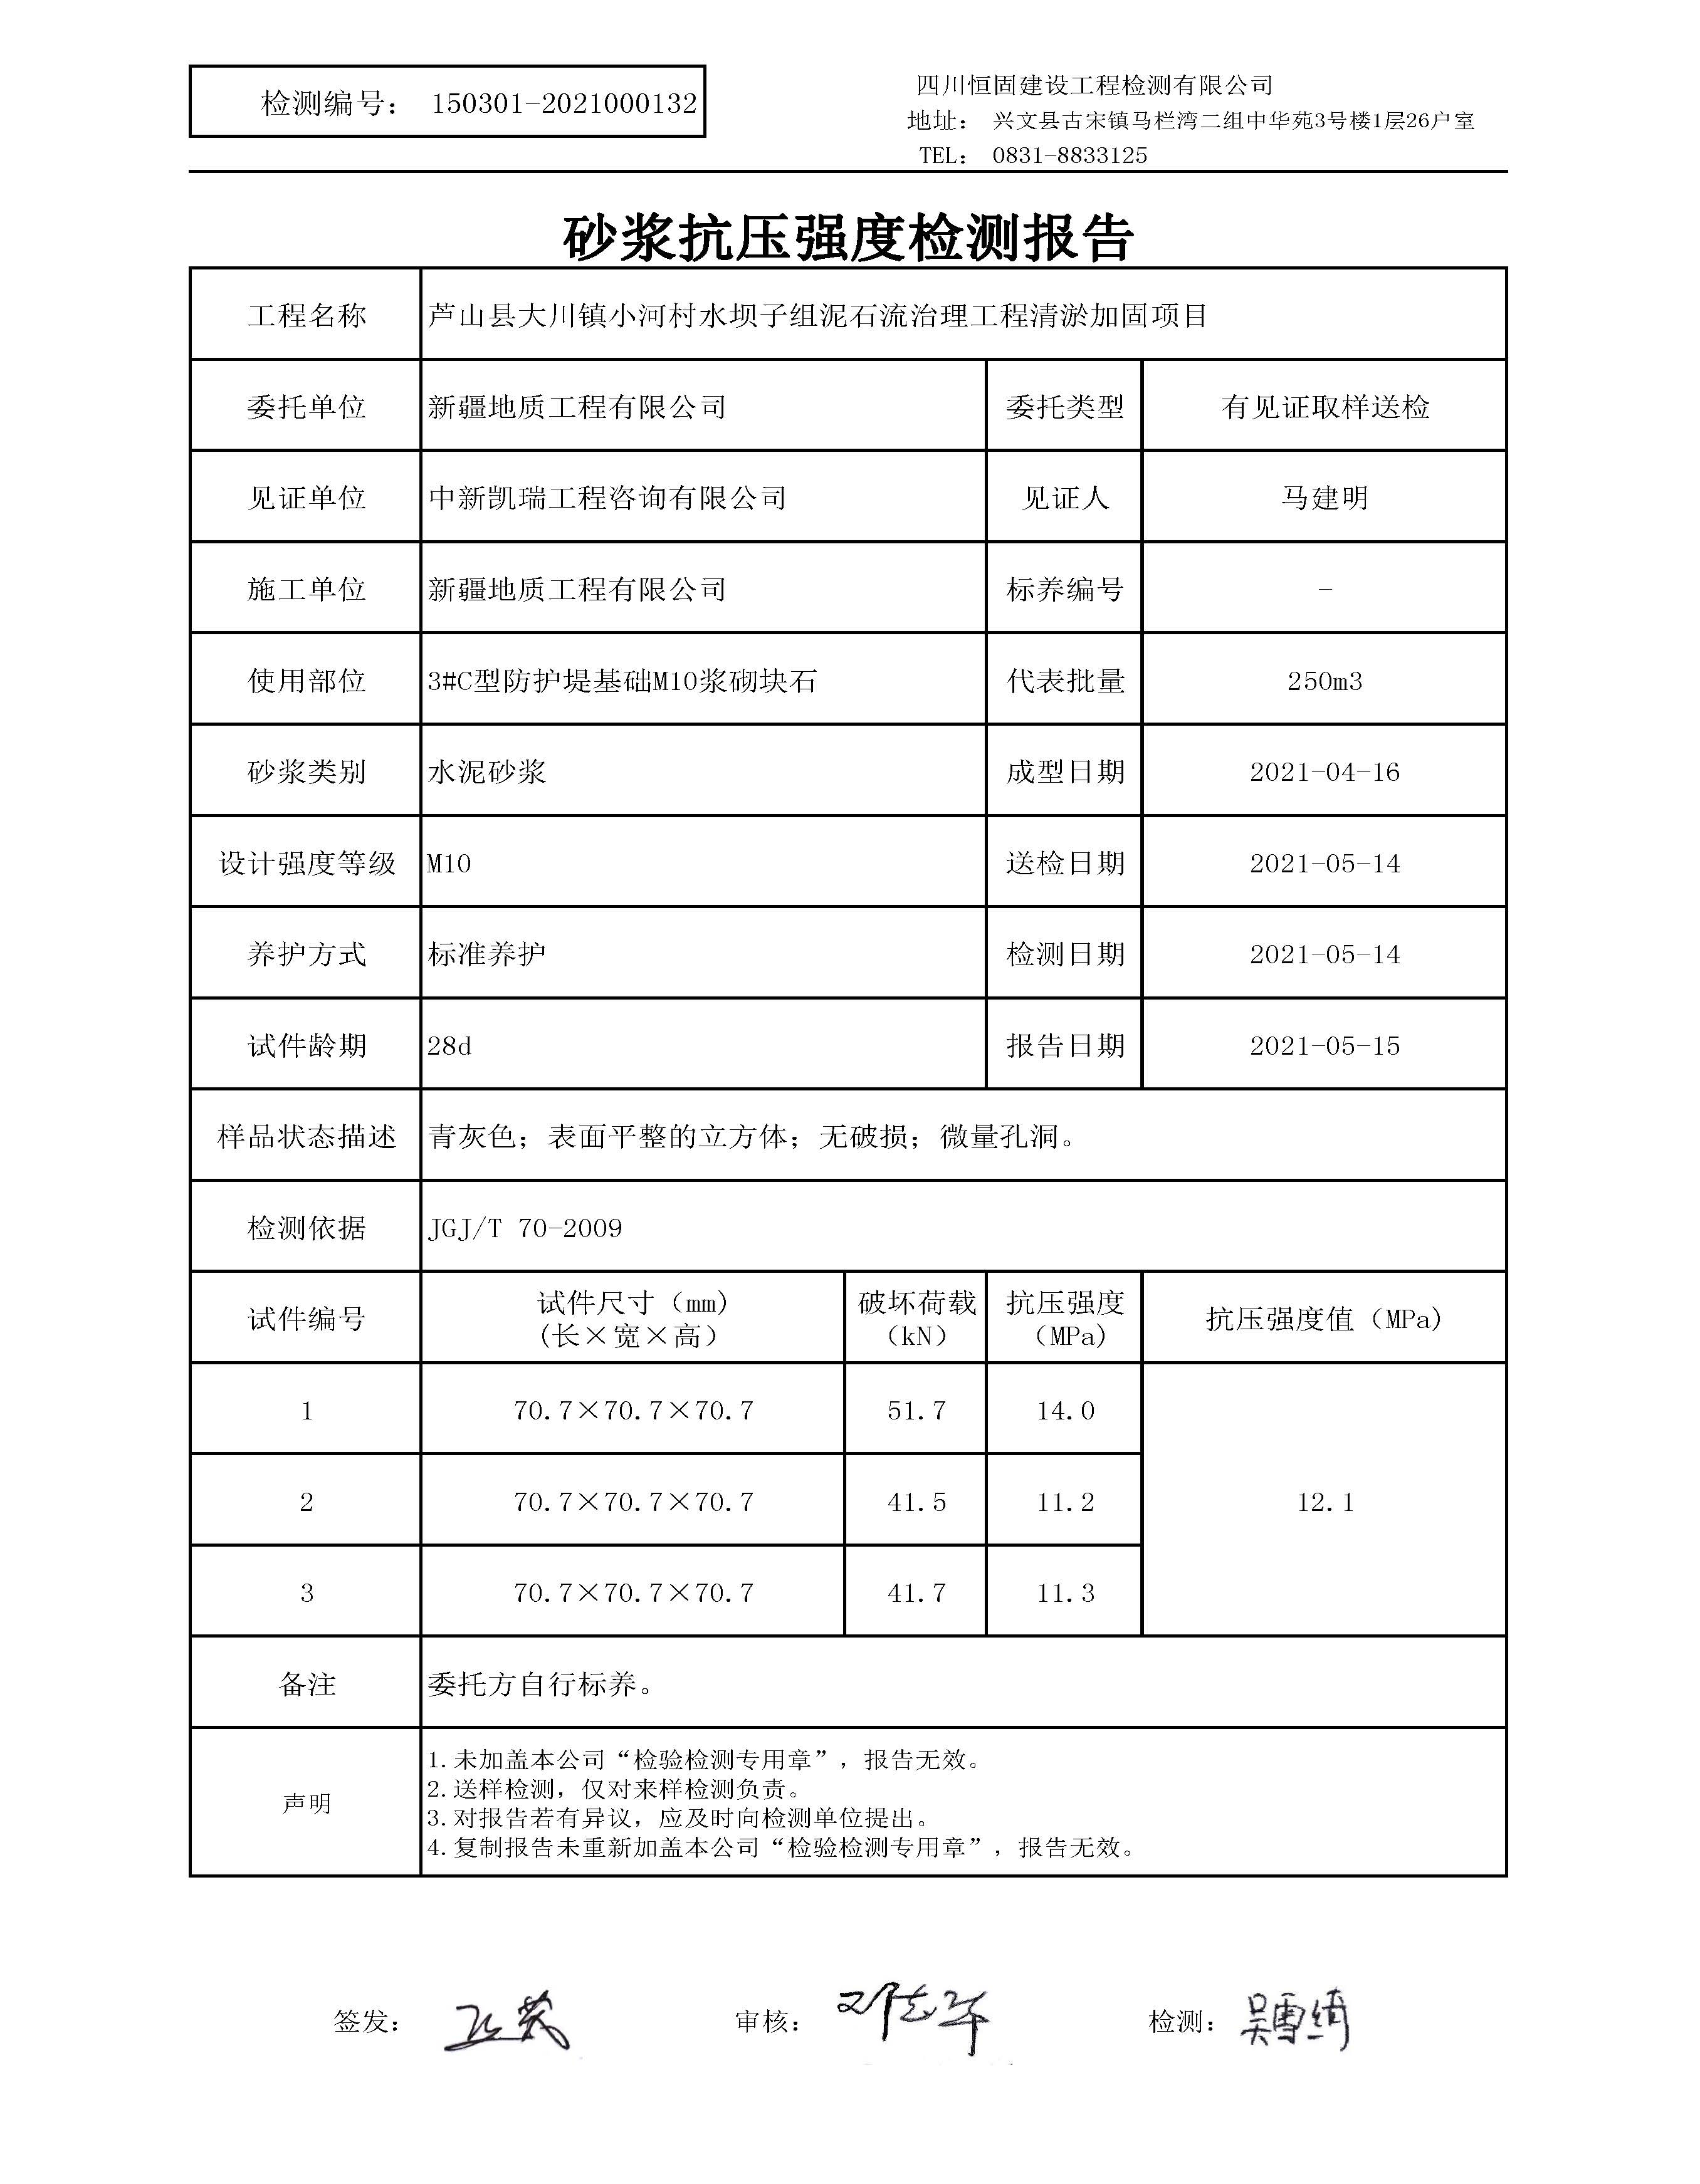 检测编号： 150301-2021000132
四川恒固建设工程检测有限公司
地址： 兴文县古宋镇马栏湾二组中华苑3号楼1层26户室
TEL： 0831-8833125
砂浆抗压强度检测报告
工程名称 芦山县大川镇小河村水坝子组泥石流治理工程清淤加固项目
委托单位 新疆地质工程有限公司 委托类型 有见证取样送检
见证单位 中新凯瑞工程咨询有限公司 见证人 马建明
施工单位 新疆地质工程有限公司 标养编号 -
使用部位 3#C型防护堤基础M10浆砌块石 代表批量 250m3
砂浆类别 水泥砂浆 成型日期 2021-04-16
设计强度等级 M10 送检日期 2021-05-14
养护方式 标准养护 检测日期 2021-05-14
试件龄期 28d 报告日期 2021-05-15
样品状态描述 青灰色；表面平整的立方体；无破损；微量孔洞。
检测依据 JGJ/T 70-2009
试件编号 试件尺寸（mm）(长×宽×高） 破坏荷载（kN） 抗压强度（MPa) 抗压强度值（MPa)
1 70.7×70.7×70.7 51.7 14.0
2 70.7×70.7×70.7 41.5 11.2 12.1
3 70.7×70.7×70.7 41.7 11.3
备注 委托方自行标养。
声明
1.未加盖本公司“检验检测专用章”，报告无效。
2.送样检测，仅对来样检测负责。
3.对报告若有异议，应及时向检测单位提出。
4.复制报告未重新加盖本公司“检验检测专用章”，报告无效。
签发： 审核： 检测： 吴雪绮